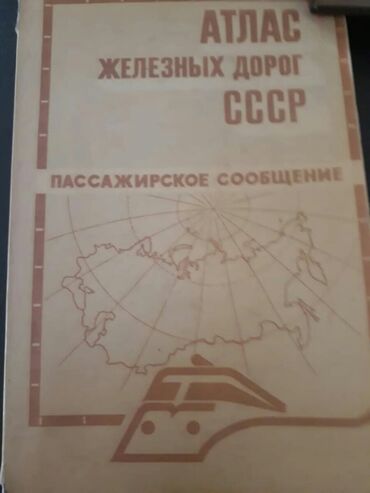 АТЛАС
ЖЕЛЕЗНЫХ ДОРОГ
СССР
ПАССАЖИРСКОЕ СООБЩЕНИЕ